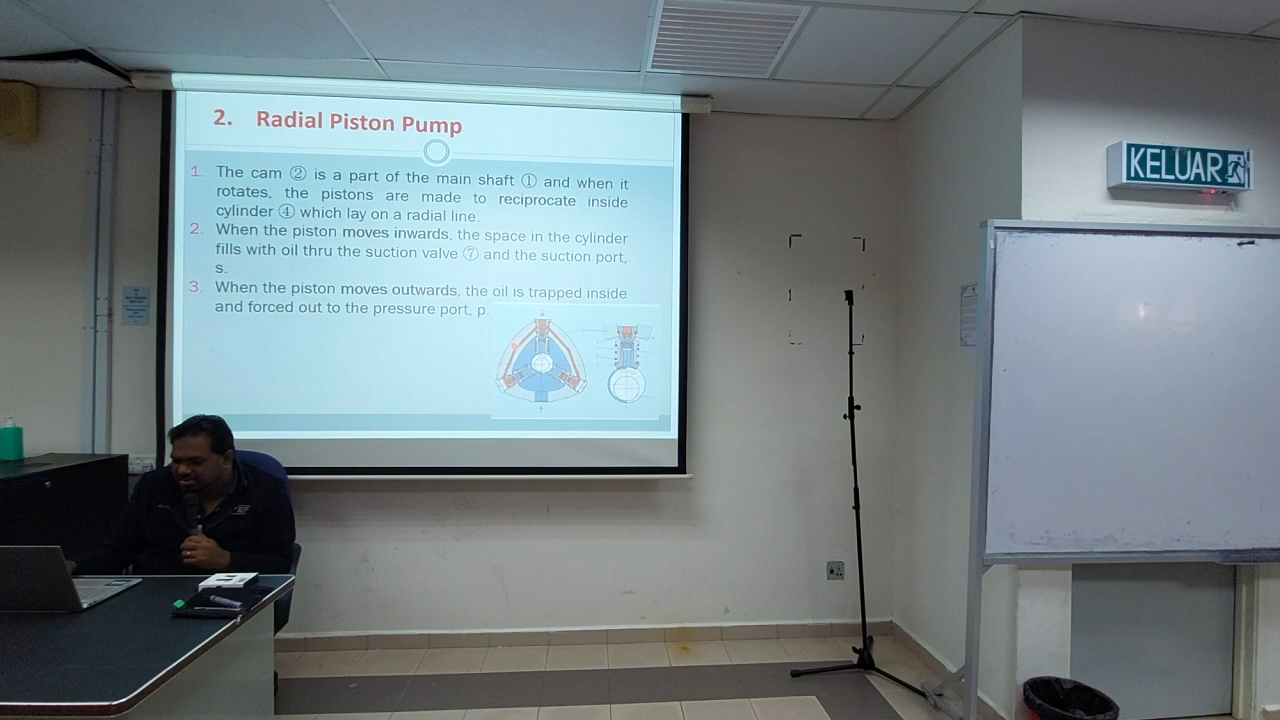 2. Radial Piston Pump
1. The cam ② is a part of the main shaft ① and when it
rotates, the pistons are made to reciprocate inside
cylinder ④ which lay on a radial line.
2. When the piston moves inwards, the space in the cylinder
fills with oil thru the suction valve ⑦ and the suction port,
s.
3. When the piston moves outwards, the oil is trapped inside
and forced out to the pressure port, p.
KELUAR